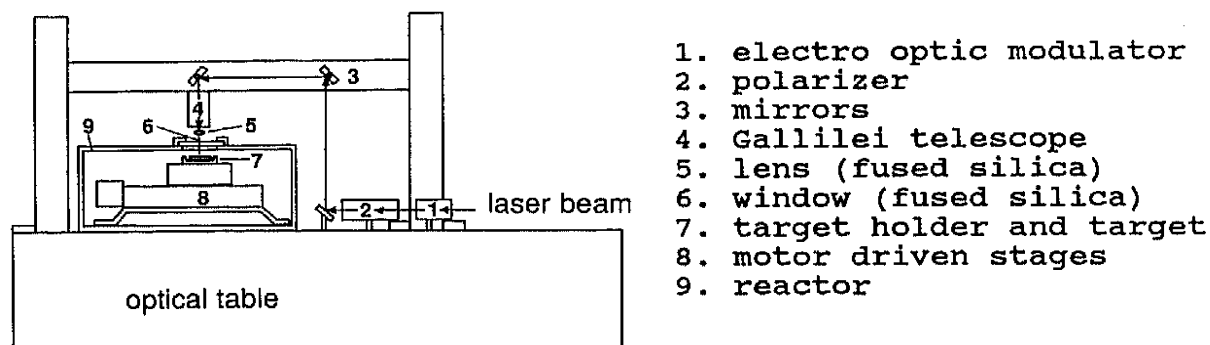 3
4
5
6
9
7
8
2
1
laser beam
optical table
1. electro optic modulator
2. polarizer
3. mirrors
4. Gallilei telescope
5. lens (fused silica)
6. window (fused silica)
7. target holder and target
8. motor driven stages
9. reactor